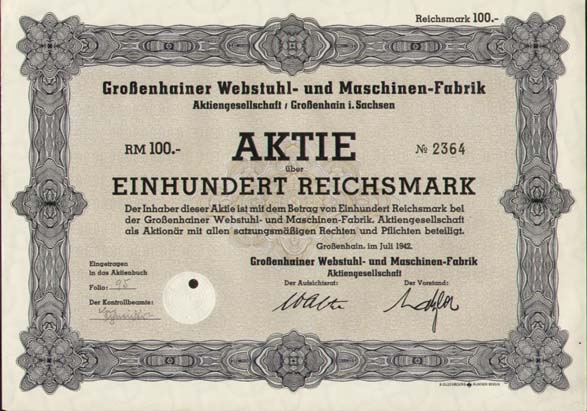 Reichsmark 100.-
Großenhainer Webstuhl- und Maschinen-Fabrik
Aktiengesellschaft / Großenhain i. Sachsen
RM 100.- AKTIE № 2364
über
EINHUNDERT REICHSMARK
Der Inhaber dieser Aktie ist mit dem Betrag von Einhundert Reichsmark bei
der Großenhainer Webstuhl- und Maschinen-Fabrik, Aktiengesellschaft
als Aktionär mit allen satzungsmäßigen Rechten und Pflichten beteiligt.
Großenhain, im Juli 1942.
Großenhainer Webstuhl- und Maschinen-Fabrik
Aktiengesellschaft
Eingetragen
in das Aktienbuch
Folio: 95
Der Kontrollbeamte:
Der Aufsichtsrat: Der Vorstand: